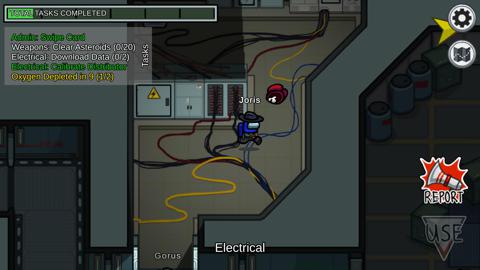 TOTAL TASKS COMPLETED
Admin: Swipe Card
Weapons: Clear Asteroids (0/20)
Electrical: Download Data (0/2)
Electrical: Calibrate Distributor
Oxygen Depleted in 9 (1/2)
Tasks
Joris
REPORT
USE
Gorus
Electrical